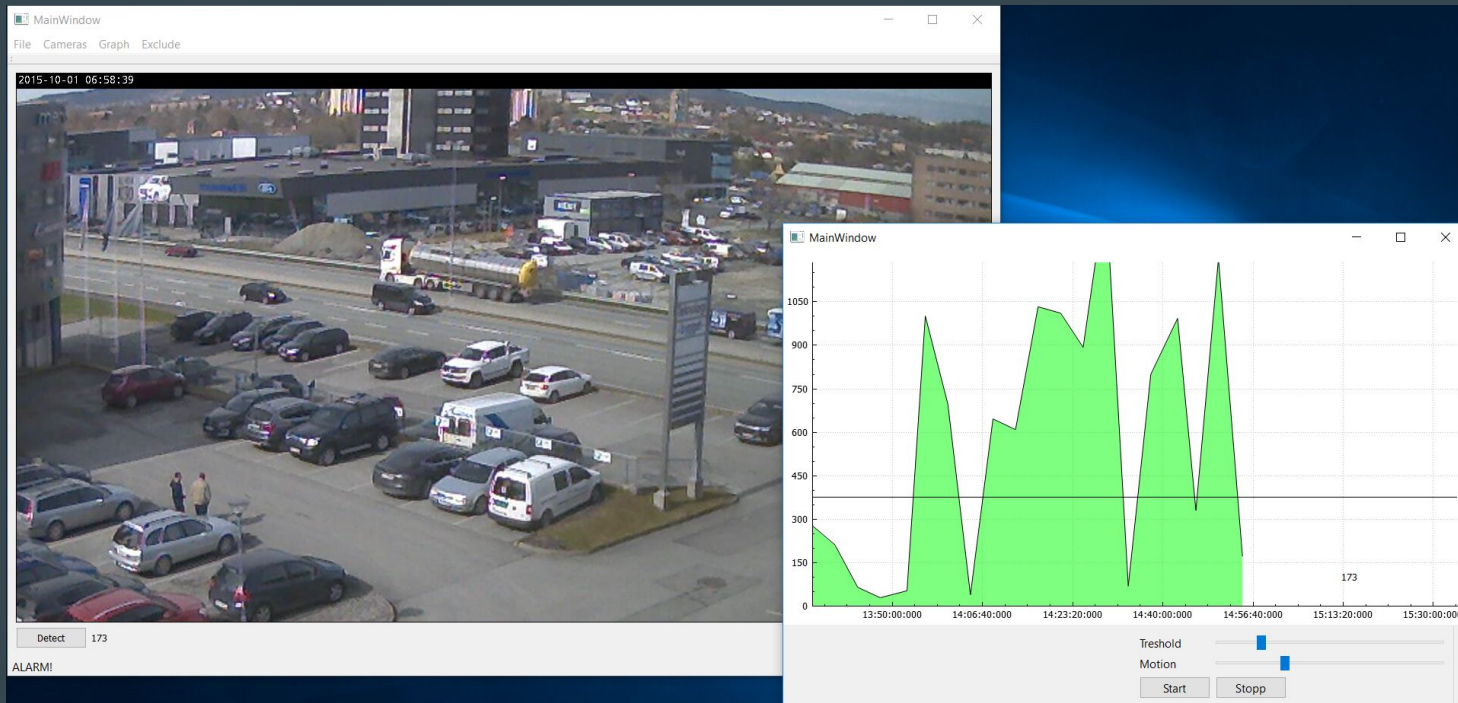 MainWindow
File Cameras Graph Exclude
2015-10-01 06:58:39
Detect 173
ALARM!
MainWindow
1050
900
750
600
450
300
150
0
173
13:50:00:000 14:06:40:000 14:23:20:000 14:40:00:000 14:56:40:000 15:13:20:000 15:30:00:00
Treshold
Motion
Start Stopp